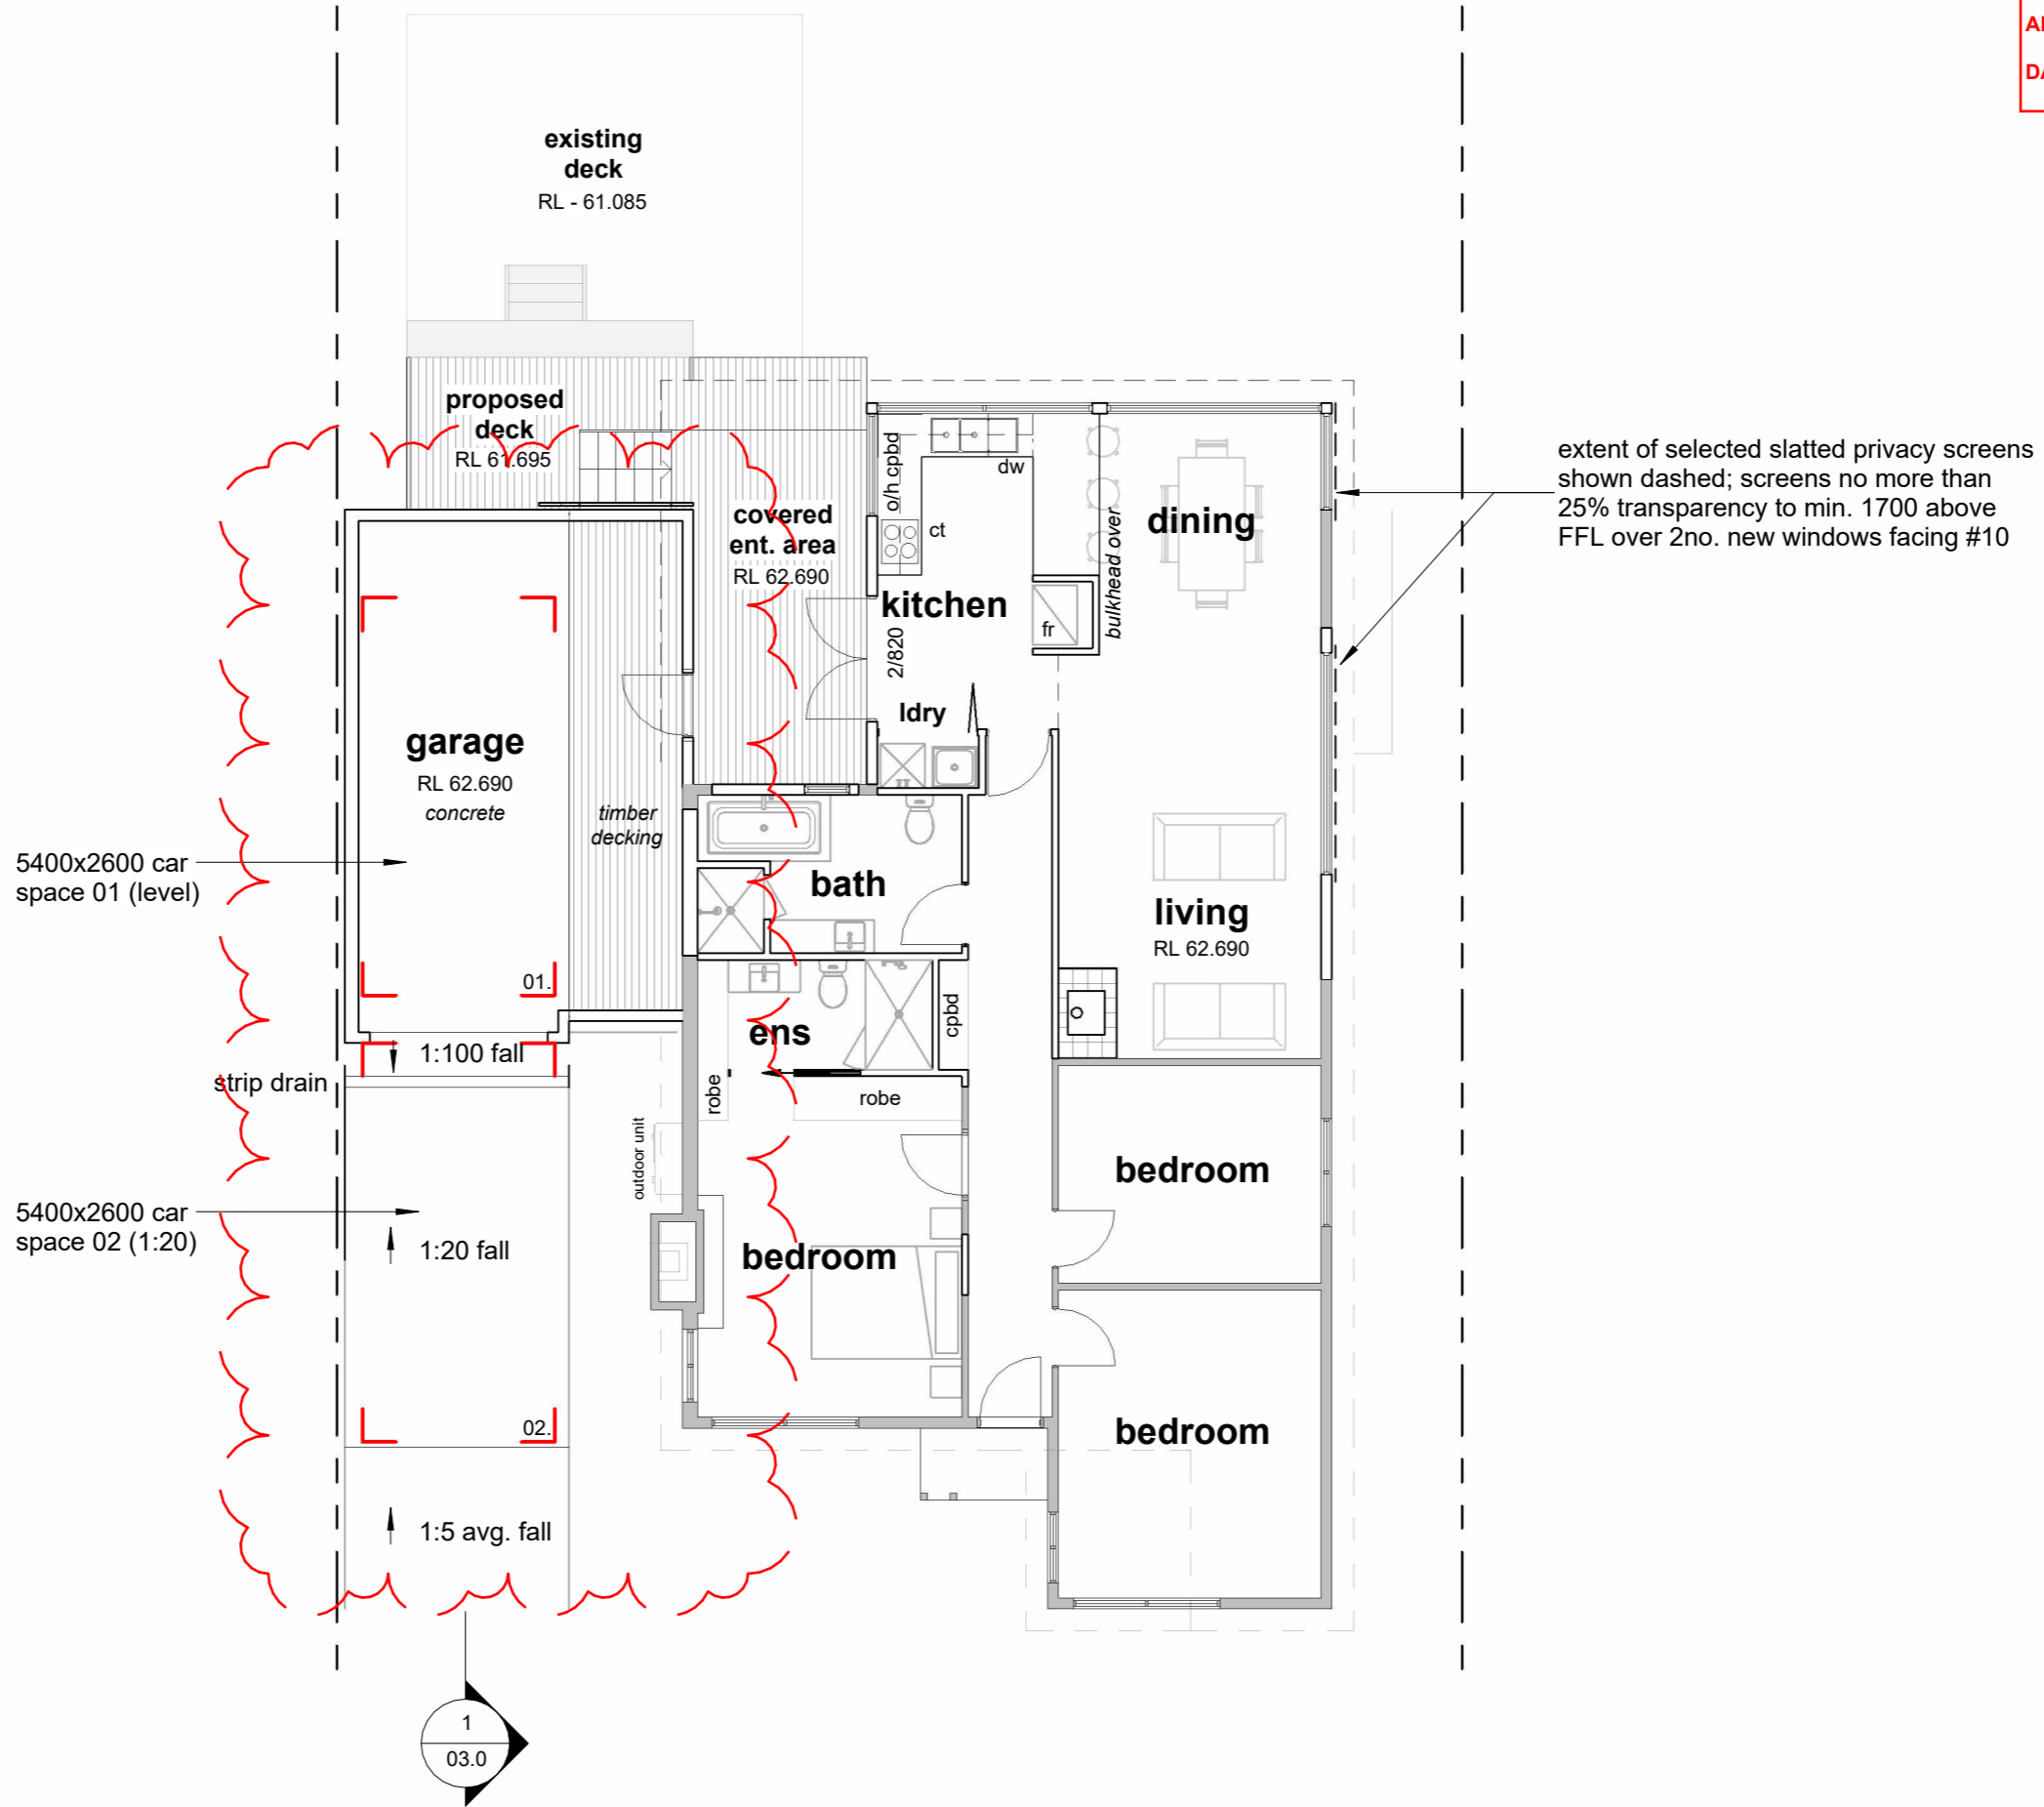 existing
deck
RL - 61.085
proposed
deck
RL 61.695
covered
ent. area
RL 62.690
o/h cpbd
dw
ct
kitchen
2/820
fr
bulkhead over
dining
extent of selected slatted privacy screens
shown dashed; screens no more than
25% transparency to min. 1700 above
FFL over 2no. new windows facing #10
ldry
garage
RL 62.690
concrete
timber
decking
5400x2600 car
space 01 (level)
bath
living
RL 62.690
01.
ens
cpbd
1:100 fall
strip drain
robe
robe
outdoor unit
bedroom
5400x2600 car
space 02 (1:20)
1:20 fall
bedroom
02.
bedroom
1:5 avg. fall
1
03.0